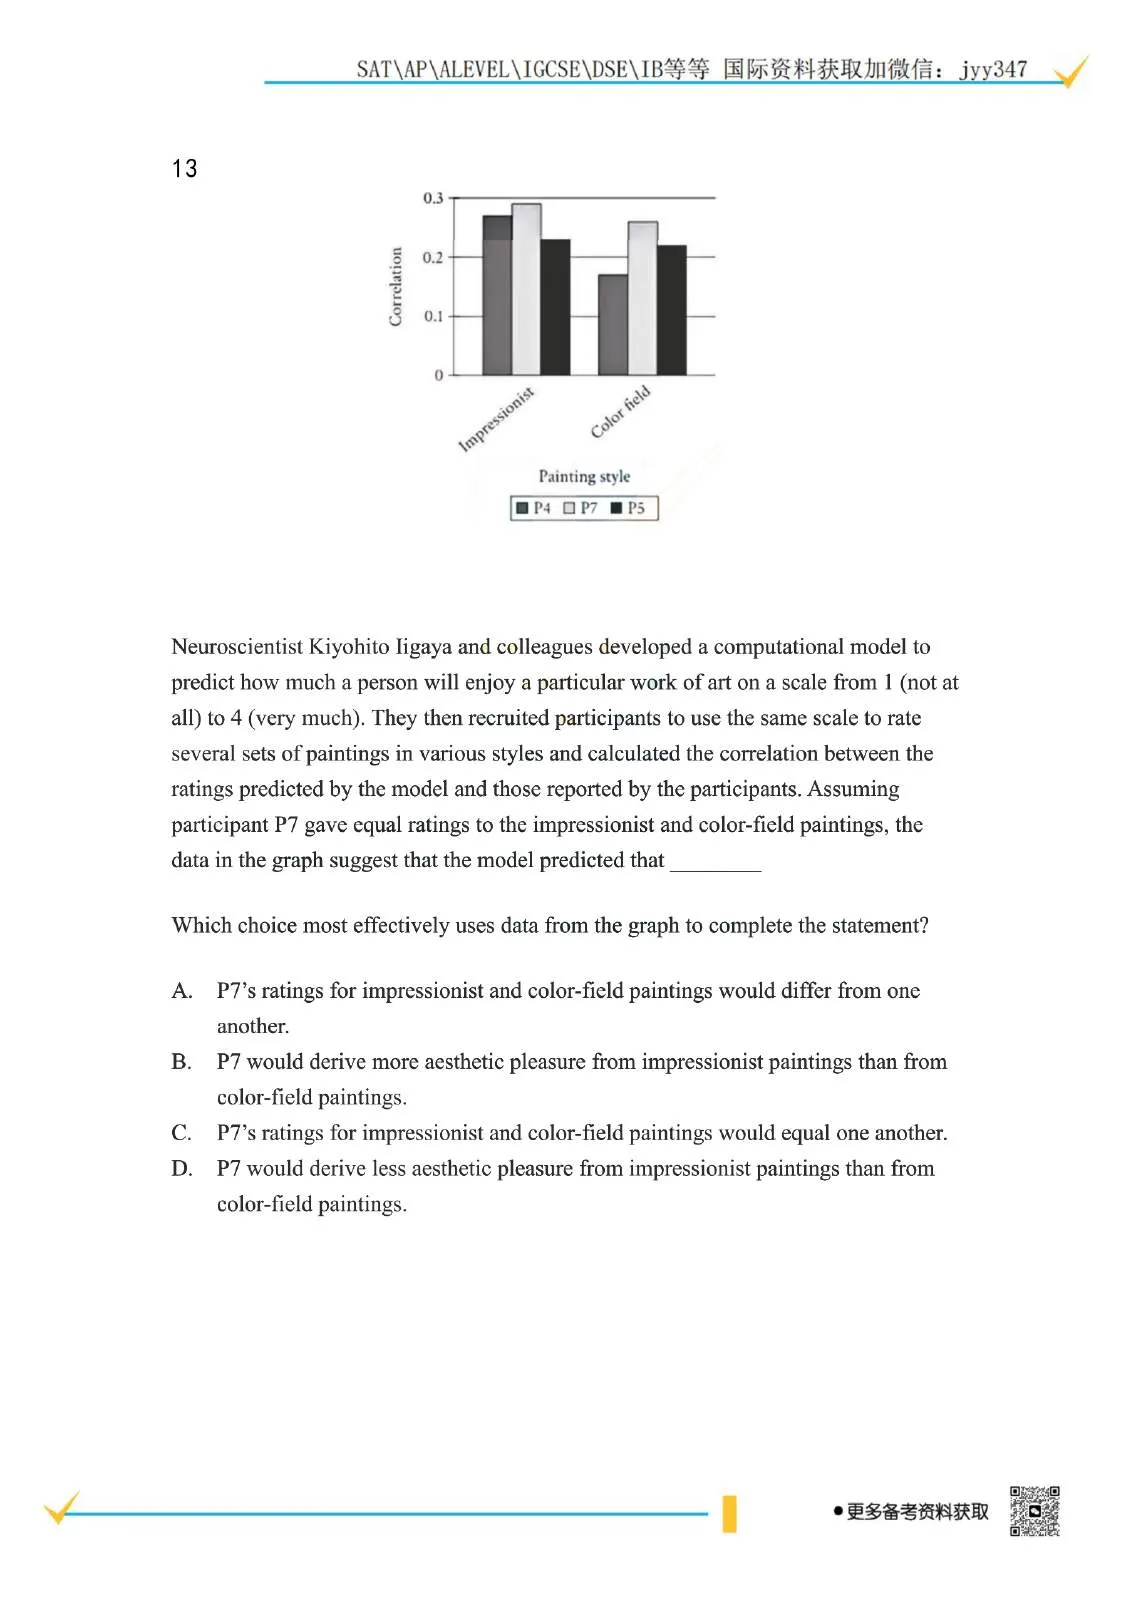 SAT\AP\ALEVEL\IGCSE\DSE\IB等等 国际资料获取加微信: jyy347
13
0.3
0.2
0.1
0
Correlation
Impressionist
Color field
Painting style
P4 P7 P5
Neuroscientist Kiyohito Iigaya and colleagues developed a computational model to
predict how much a person will enjoy a particular work of art on a scale from 1 (not at
all) to 4 (very much). They then recruited participants to use the same scale to rate
several sets of paintings in various styles and calculated the correlation between the
ratings predicted by the model and those reported by the participants. Assuming
participant P7 gave equal ratings to the impressionist and color-field paintings, the
data in the graph suggest that the model predicted that ________
Which choice most effectively uses data from the graph to complete the statement?
A. P7’s ratings for impressionist and color-field paintings would differ from one
another.
B. P7 would derive more aesthetic pleasure from impressionist paintings than from
color-field paintings.
C. P7’s ratings for impressionist and color-field paintings would equal one another.
D. P7 would derive less aesthetic pleasure from impressionist paintings than from
color-field paintings.
●更多备考资料获取